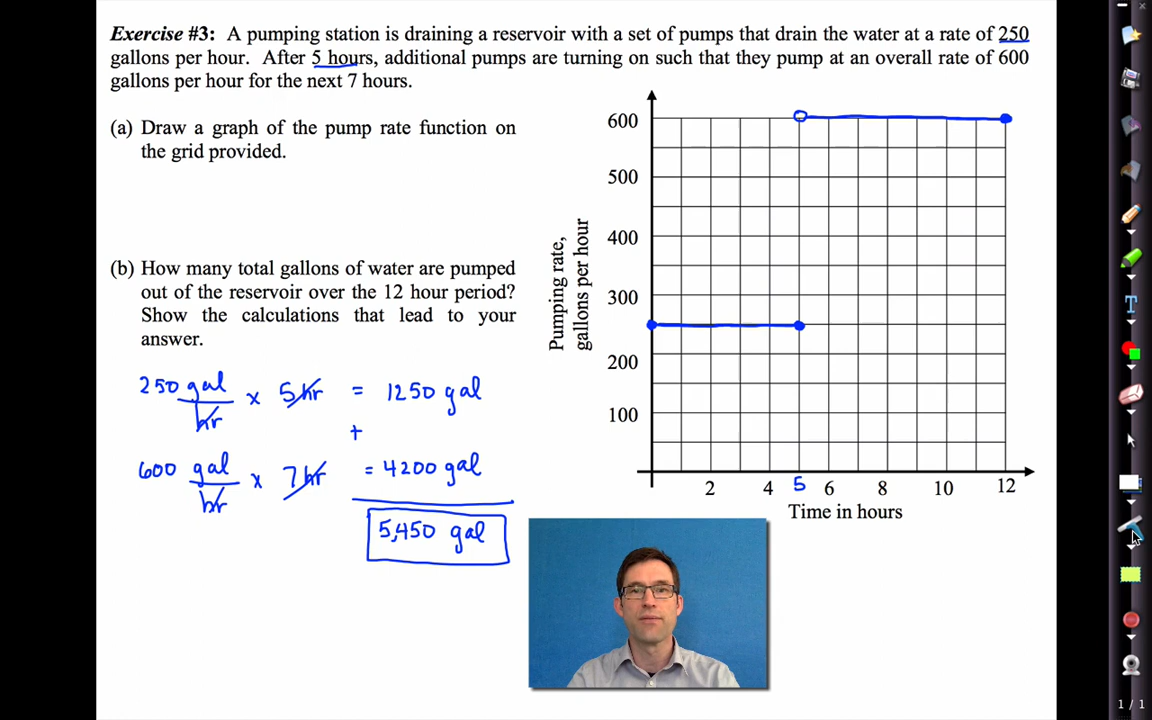 Exercise #3: A pumping station is draining a reservoir with a set of pumps that drain the water at a rate of 250
gallons per hour. After 5 hours, additional pumps are turning on such that they pump at an overall rate of 600
gallons per hour for the next 7 hours.
(a) Draw a graph of the pump rate function on
the grid provided.
(b) How many total gallons of water are pumped
out of the reservoir over the 12 hour period?
Show the calculations that lead to your
answer.
250 gal/hr x 5 hr = 1250 gal
+
600 gal/hr x 7 hr = 4200 gal
5,450 gal
600
500
400
300
200
100
Pumping rate,
gallons per hour
2 4 5 6 8 10 12
Time in hours
T
1 / 1